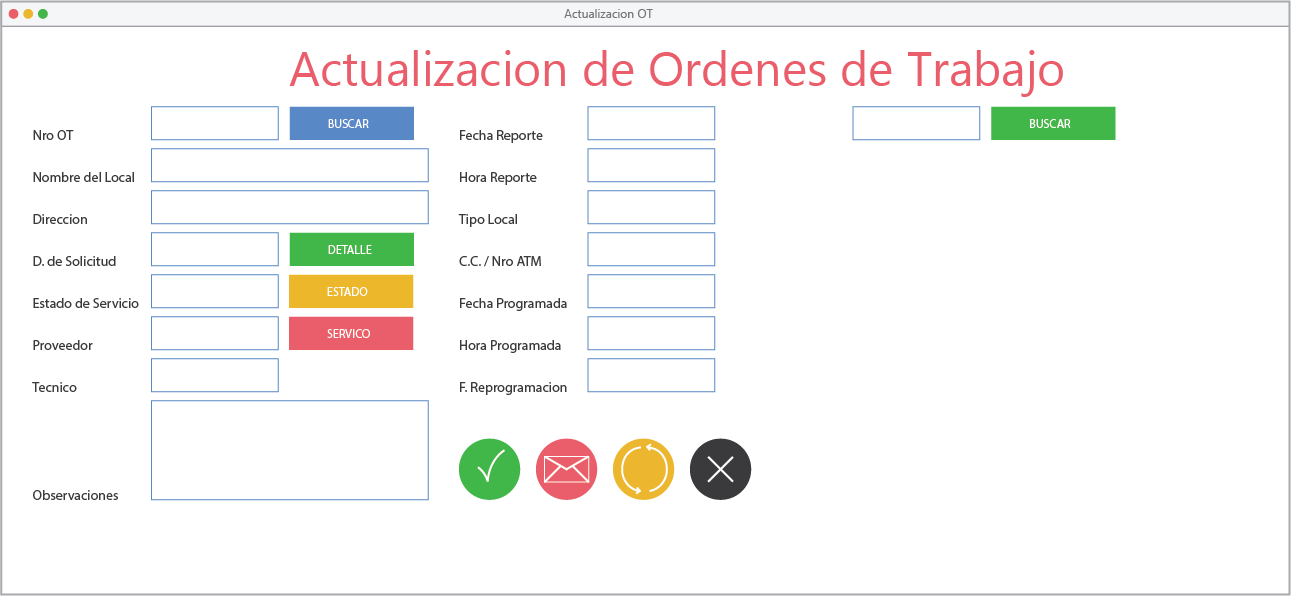 Actualizacion OT
Actualizacion de Ordenes de Trabajo
Nro OT BUSCAR Fecha Reporte BUSCAR
Nombre del Local Hora Reporte
Direccion Tipo Local
D. de Solicitud DETALLE C.C. / Nro ATM
Estado de Servicio ESTADO Fecha Programada
Proveedor SERVICO Hora Programada
Tecnico F. Reprogramacion
Observaciones